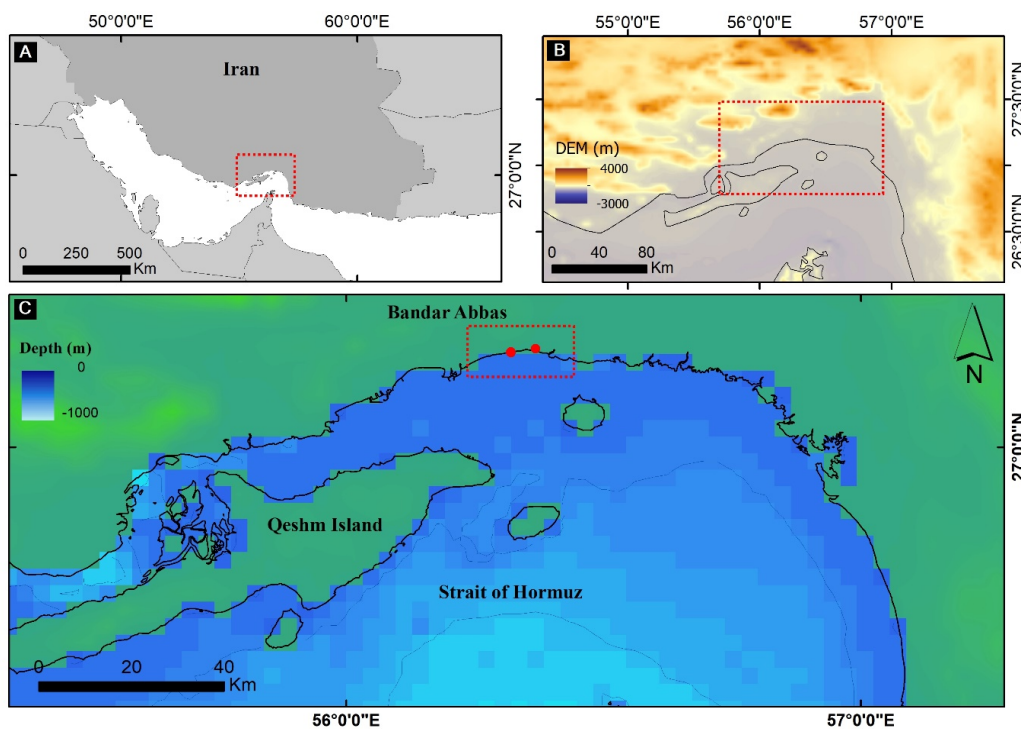 50°0'0"E 60°0'0"E
A
Iran
27°0'0"N
0 250 500
Km
55°0'0"E 56°0'0"E 57°0'0"E
B
27°30'0"N
DEM (m)
4000
-3000
26°30'0"N
0 40 80
Km
C
Bandar Abbas
Depth (m)
0
-1000
N
27°0'0"N
Qeshm Island
Strait of Hormuz
0 20 40
Km
56°0'0"E 57°0'0"E